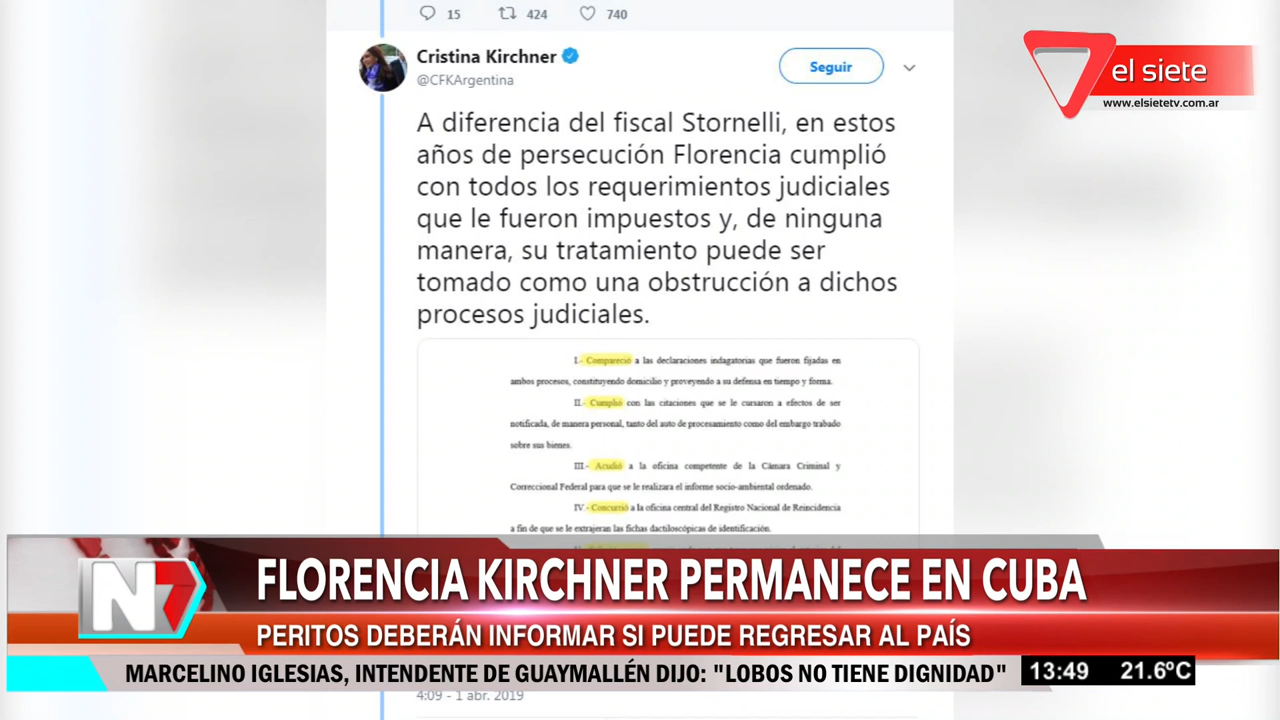 15 424 740
Cristina Kirchner
@CFKArgentina
Seguir
el siete
www.elsietetv.com.ar
A diferencia del fiscal Stornelli, en estos
años de persecución Florencia cumplió
con todos los requerimientos judiciales
que le fueron impuestos y, de ninguna
manera, su tratamiento puede ser
tomado como una obstrucción a dichos
procesos judiciales.
I.- Compareció a las declaraciones indagatorias que fueron fijadas en
ambos procesos, constituyendo domicilio y proveyendo a su defensa en tiempo y forma.
II.- Cumplió con las citaciones que se le cursaron a efectos de ser
notificada, de manera personal, tanto del auto de procesamiento como del embargo trabado
sobre sus bienes.
III.- Acudió a la oficina competente de la Cámara Criminal y
Correccional Federal para que se le realizara el informe socio-ambiental ordenado.
IV.- Concurrió a la oficina central del Registro Nacional de Reincidencia
a fin de que se le extrajeran las fichas dactiloscópicas de identificación.
N7
FLORENCIA KIRCHNER PERMANECE EN CUBA
PERITOS DEBERÁN INFORMAR SI PUEDE REGRESAR AL PAÍS
MARCELINO IGLESIAS, INTENDENTE DE GUAYMALLÉN DIJO: "LOBOS NO TIENE DIGNIDAD"
13:49 21.6ºC
4:09 - 1 abr. 2019